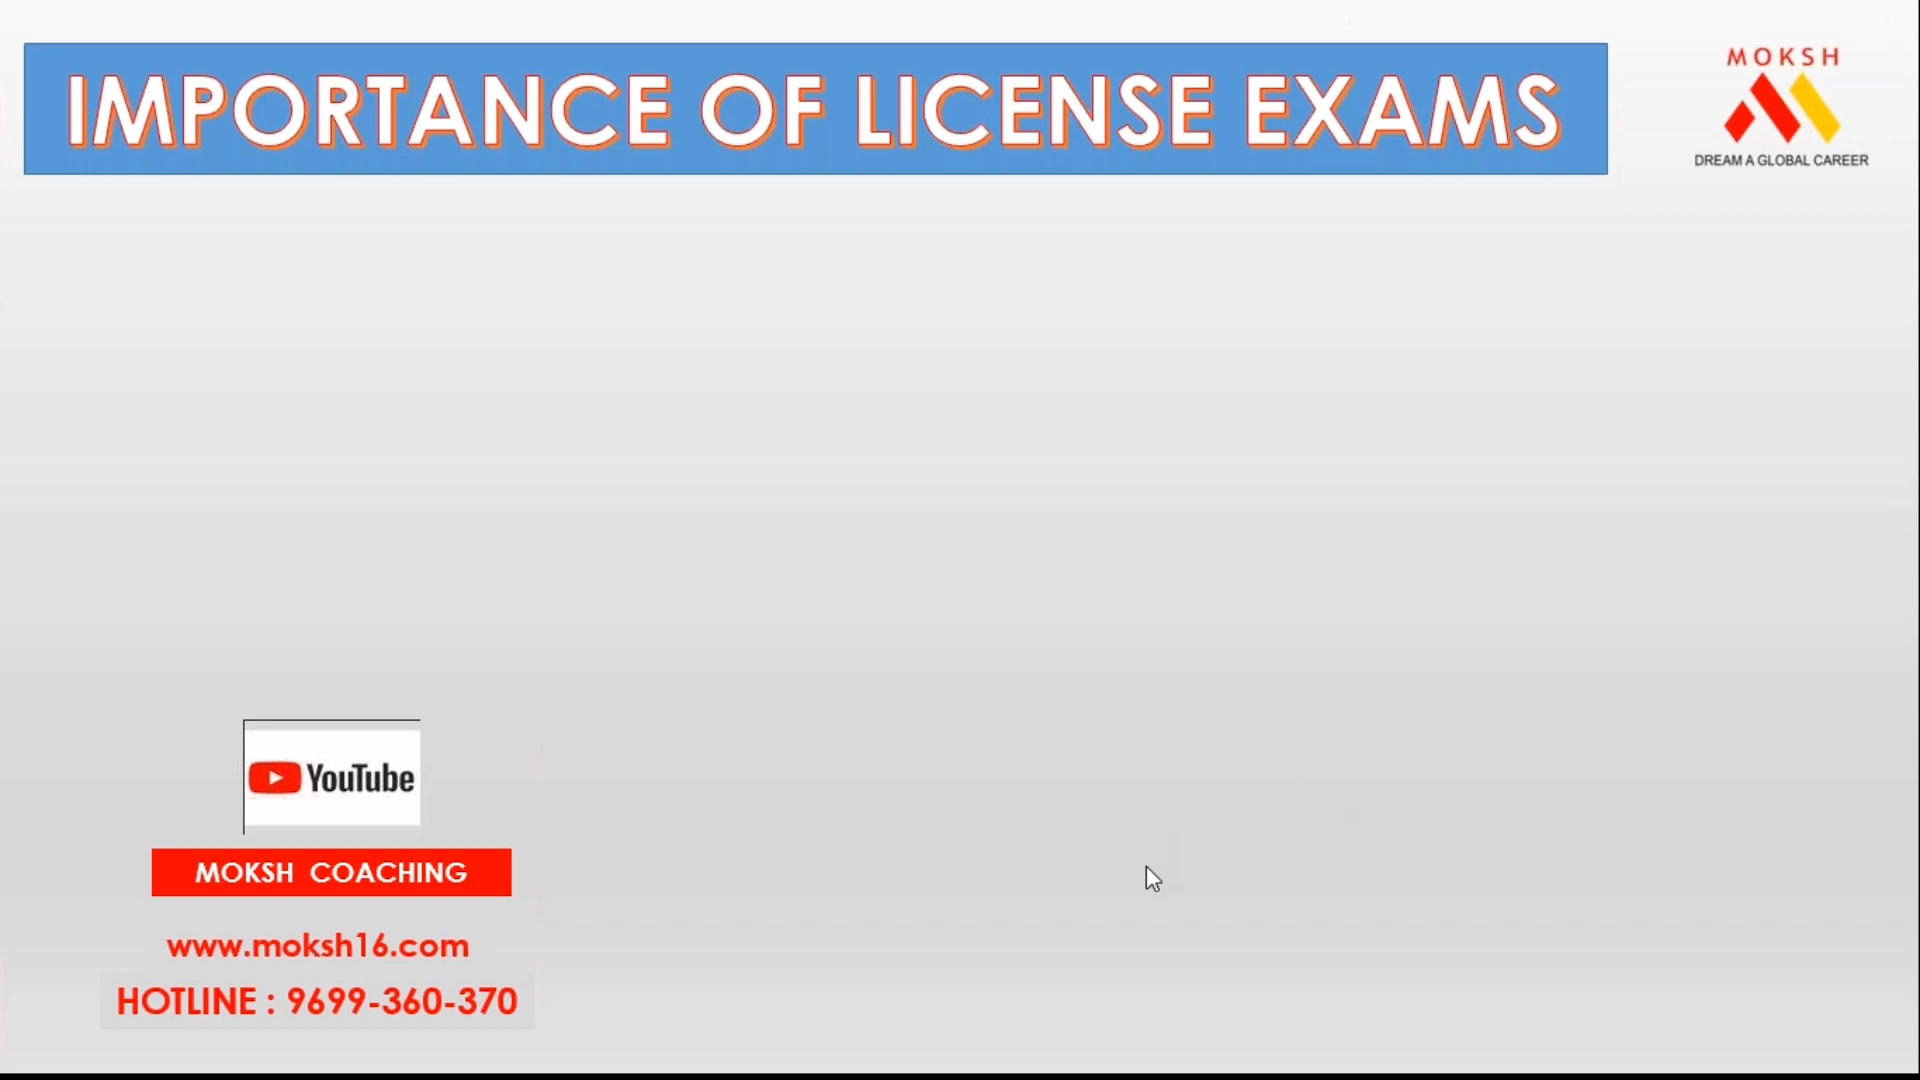 IMPORTANCE OF LICENSE EXAMS
MOKSH
DREAM A GLOBAL CAREER
YouTube
MOKSH COACHING
www.moksh16.com
HOTLINE : 9699-360-370